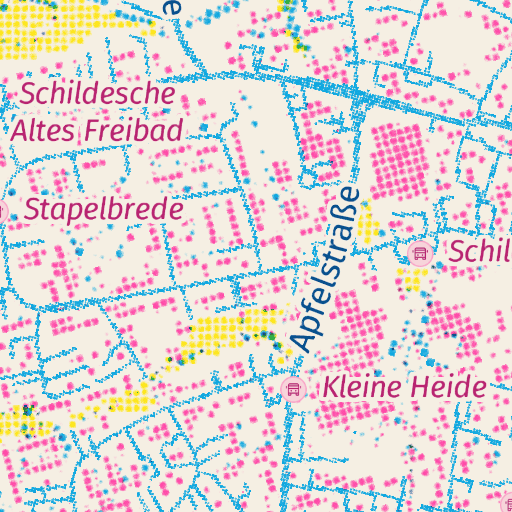 Schildesche
Altes Freibad
Stapelbrede
Apfelstraße
Schil
Kleine Heide